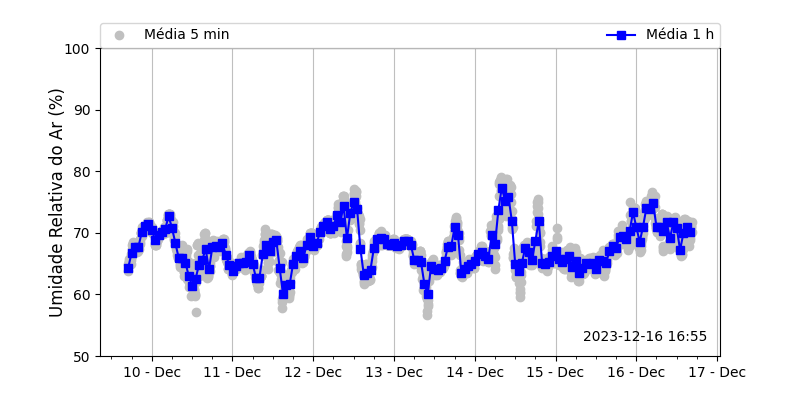 Média 5 min
Média 1 h
Umidade Relativa do Ar (%)
100
90
80
70
60
50
2023-12-16 16:55
10 - Dec
11 - Dec
12 - Dec
13 - Dec
14 - Dec
15 - Dec
16 - Dec
17 - Dec